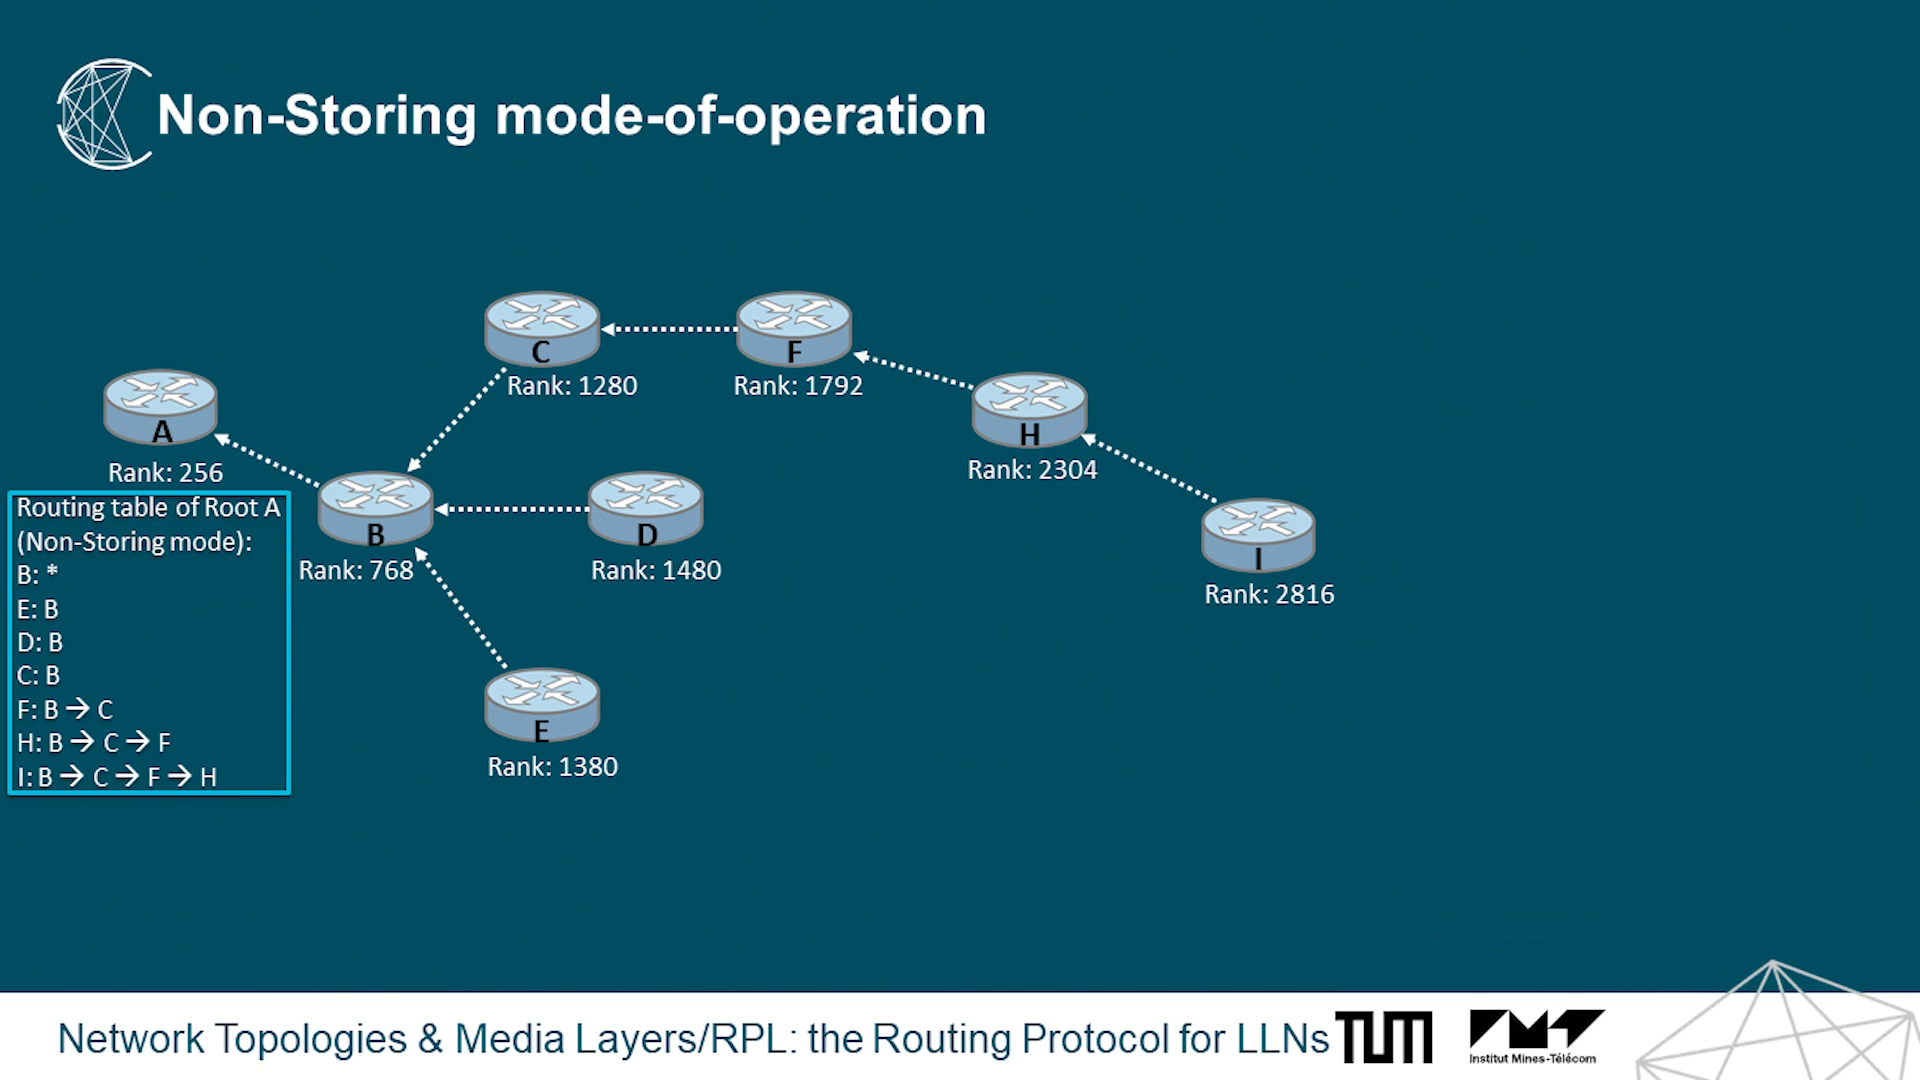 Non-Storing mode-of-operation
C
Rank: 1280
F
Rank: 1792
A
Rank: 256
H
Rank: 2304
B
Rank: 768
D
Rank: 1480
I
Rank: 2816
E
Rank: 1380
Routing table of Root A
(Non-Storing mode):
B: *
E: B
D: B
C: B
F: B → C
H: B → C → F
I: B → C → F → H
Network Topologies & Media Layers/RPL: the Routing Protocol for LLNs
TUM
IMT
Institut Mines-Télécom